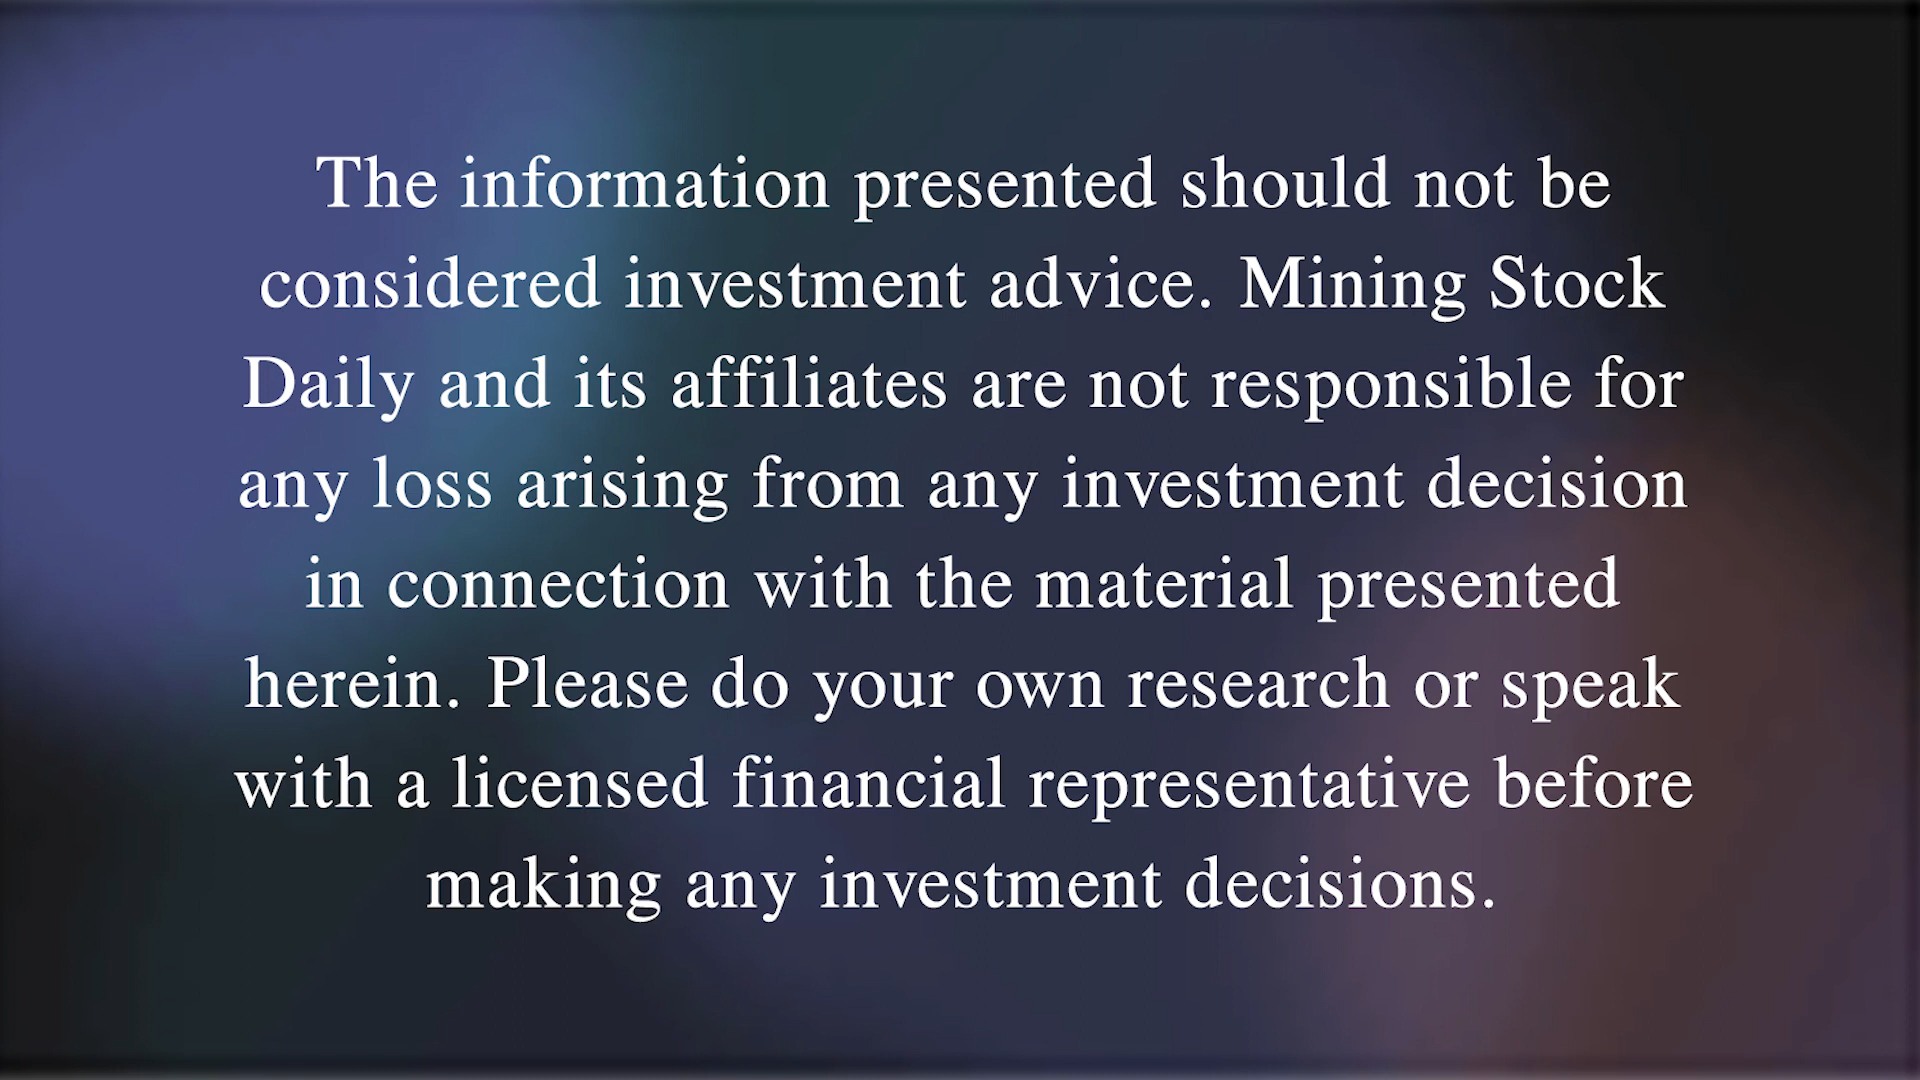 The information presented should not be
considered investment advice. Mining Stock
Daily and its affiliates are not responsible for
any loss arising from any investment decision
in connection with the material presented
herein. Please do your own research or speak
with a licensed financial representative before
making any investment decisions.